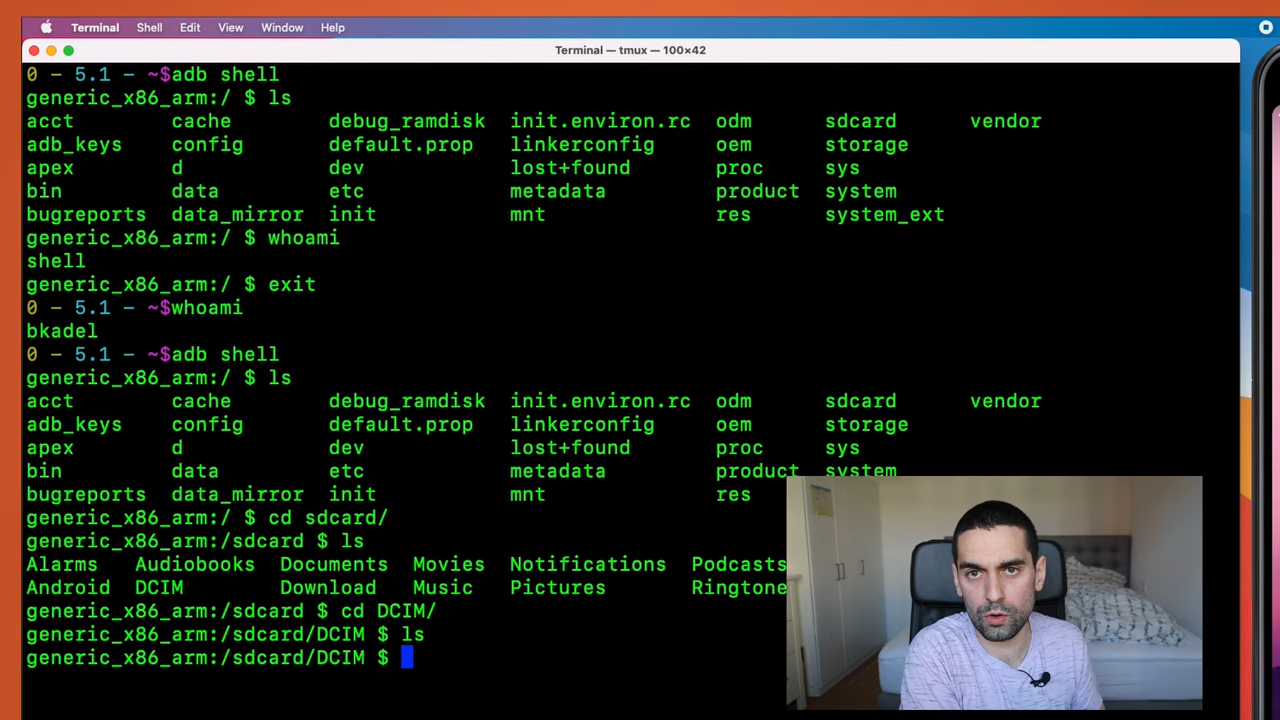 Terminal Shell Edit View Window Help
Terminal — tmux — 100×42
0 – 5.1 – ~$adb shell
generic_x86_arm:/ $ ls
acct cache debug_ramdisk init.environ.rc odm sdcard vendor
adb_keys config default.prop linkerconfig oem storage
apex d dev lost+found proc sys
bin data etc metadata product system
bugreports data_mirror init mnt res system_ext
generic_x86_arm:/ $ whoami
shell
generic_x86_arm:/ $ exit
0 – 5.1 – ~$whoami
bkadel
0 – 5.1 – ~$adb shell
generic_x86_arm:/ $ ls
acct cache debug_ramdisk init.environ.rc odm sdcard vendor
adb_keys config default.prop linkerconfig oem storage
apex d dev lost+found proc sys
bin data etc metadata product system
bugreports data_mirror init mnt res
generic_x86_arm:/ $ cd sdcard/
generic_x86_arm:/sdcard $ ls
Alarms Audiobooks Documents Movies Notifications Podcasts
Android DCIM Download Music Pictures Ringtone
generic_x86_arm:/sdcard $ cd DCIM/
generic_x86_arm:/sdcard/DCIM $ ls
generic_x86_arm:/sdcard/DCIM $